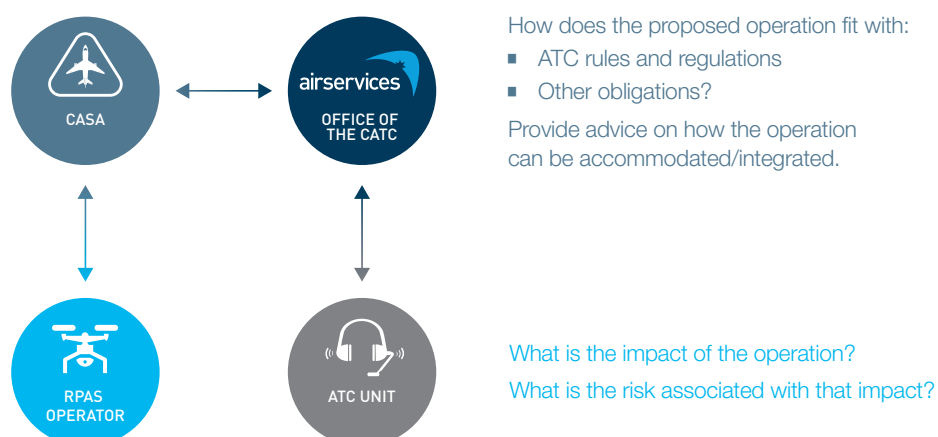 CASA
airservices
OFFICE OF
THE CATC
How does the proposed operation fit with:
■ ATC rules and regulations
■ Other obligations?
Provide advice on how the operation
can be accommodated/integrated.
RPAS
OPERATOR
ATC UNIT
What is the impact of the operation?
What is the risk associated with that impact?